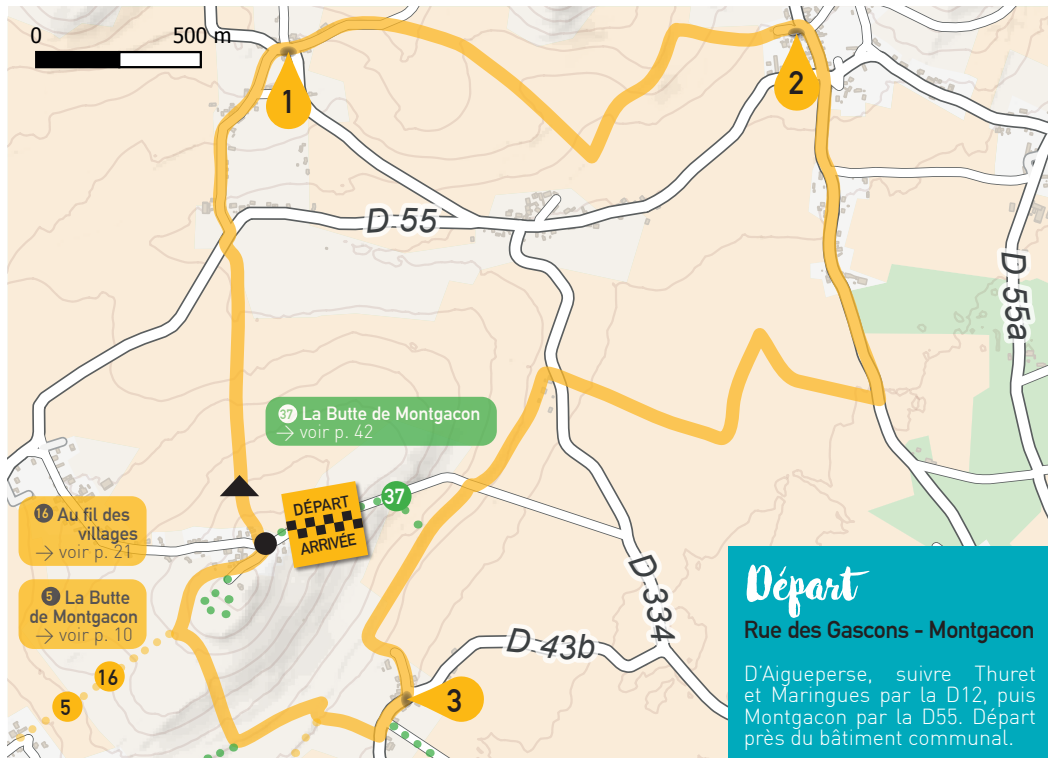 0 500 m
1
2
D 55
D 55a
37 La Butte de Montgacon
→ voir p. 42
37
DÉPART
ARRIVÉE
16 Au fil des
villages
→ voir p. 21
5 La Butte
de Montgacon
→ voir p. 10
16
5
D 334
D 43b
3
Départ
Rue des Gascons - Montgacon
D'Aigueperse, suivre Thuret
et Maringues par la D12, puis
Montgacon par la D55. Départ
près du bâtiment communal.